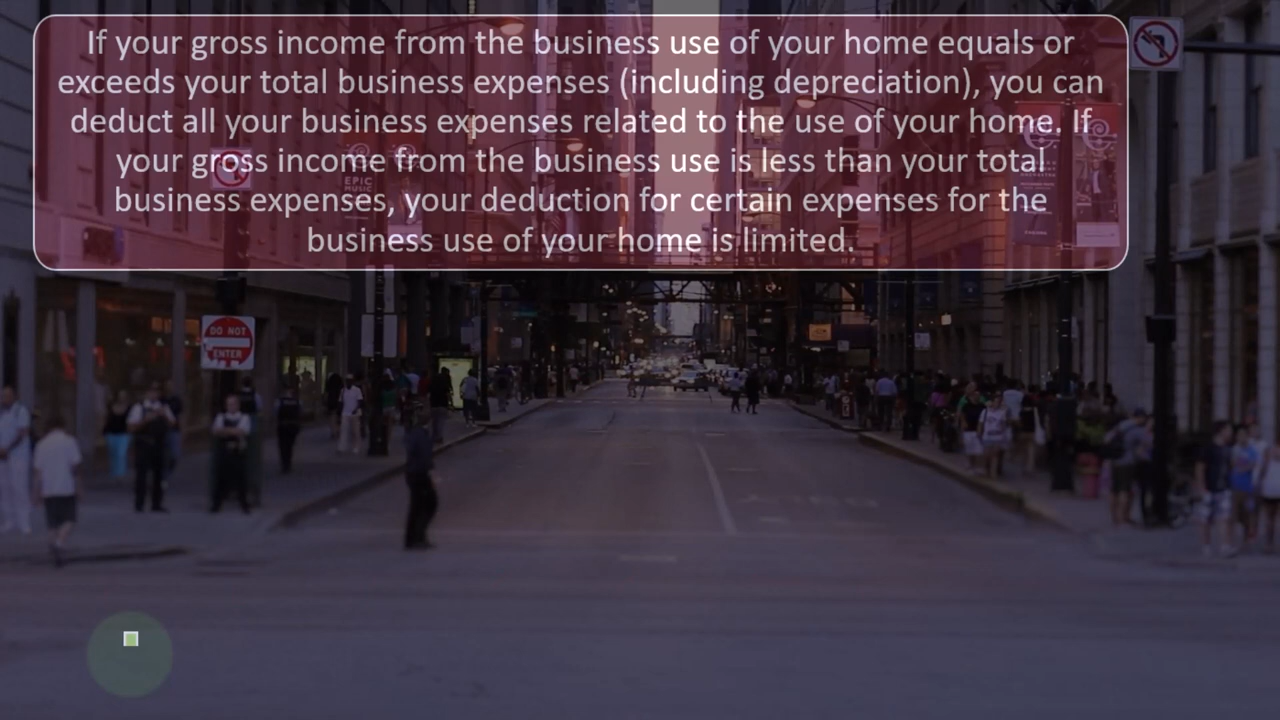 If your gross income from the business use of your home equals or
exceeds your total business expenses (including depreciation), you can
deduct all your business expenses related to the use of your home. If
your gross income from the business use is less than your total
business expenses, your deduction for certain expenses for the
business use of your home is limited.
EPIC
MUSIC
DO NOT
ENTER